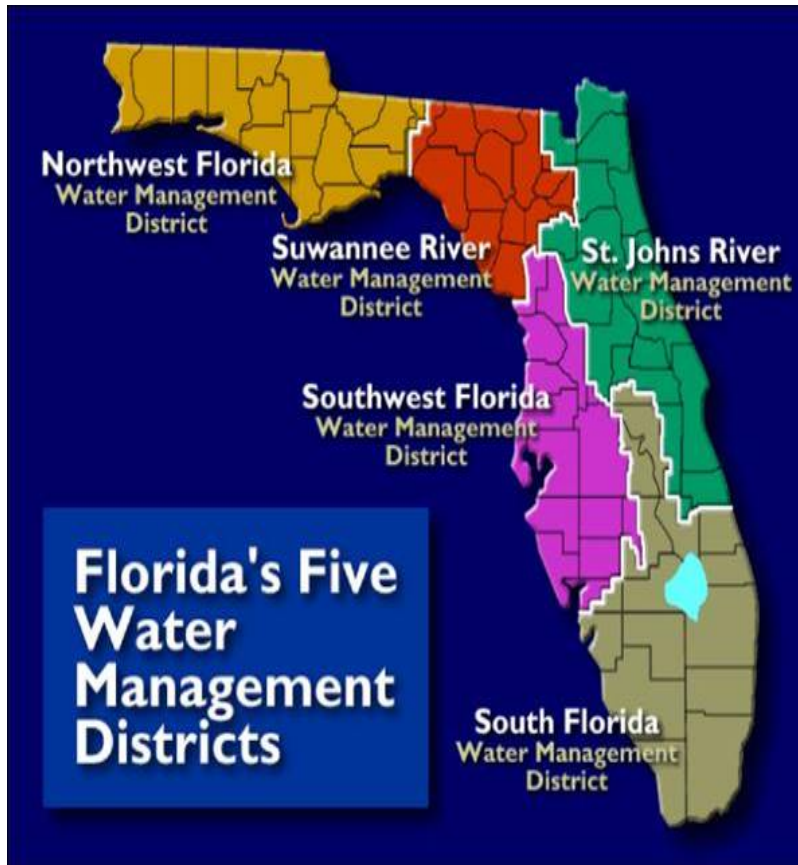 Northwest Florida
Water Management
District
Suwannee River
Water Management
District
St. Johns River
Water Management
District
Southwest Florida
Water Management
District
Florida's Five
Water
Management
Districts
South Florida
Water Management
District